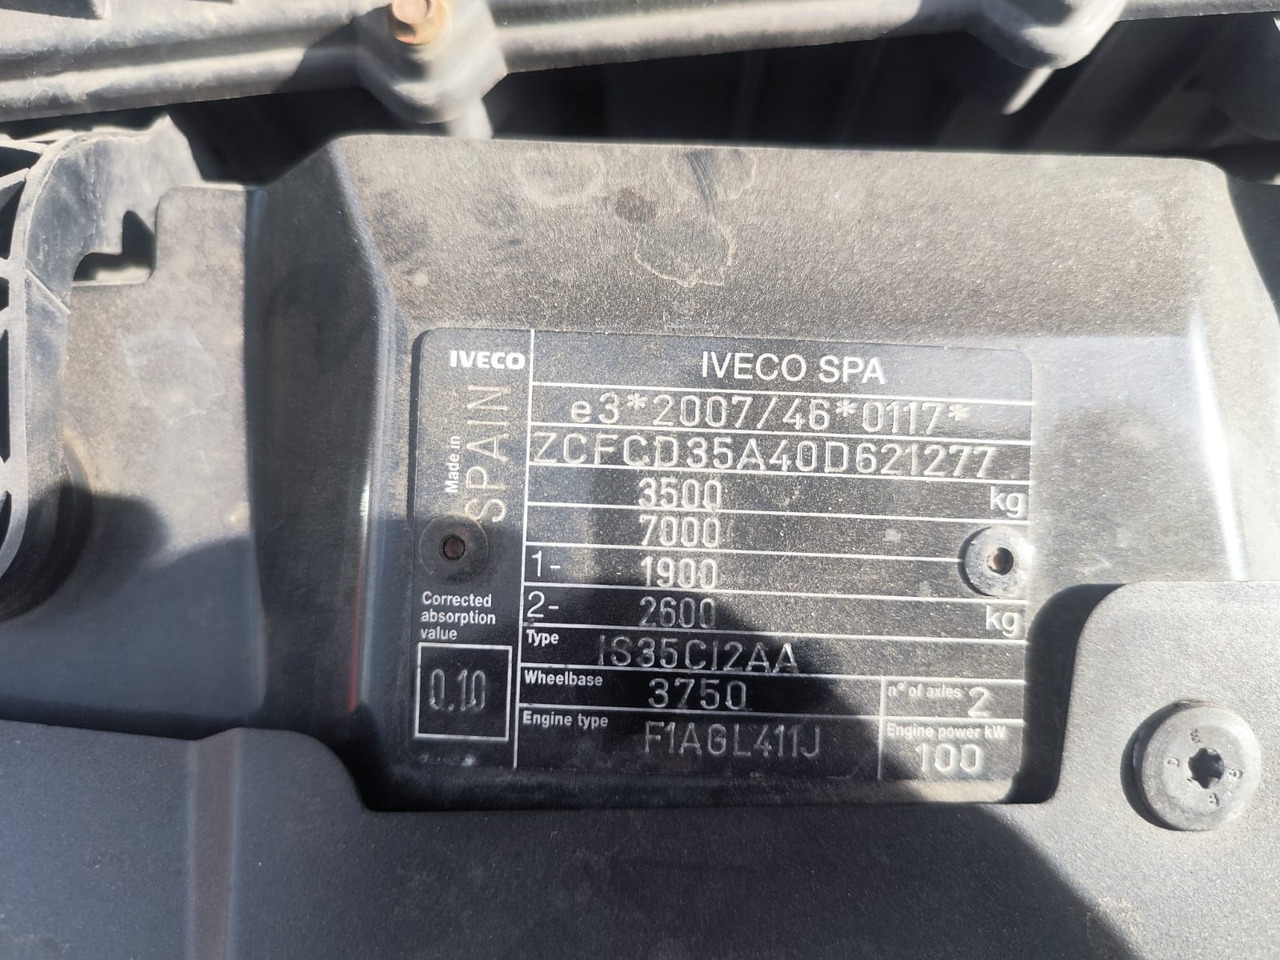 IVECO
IVECO SPA
Made in
SPAIN
e3*2007/46*0117*
ZCFCD35A40D621277
3500 kg
7000
1- 1900
2- 2600 kg
Corrected
absorption
value
0.10
Type IS35CI2AA
Wheelbase 3750
n° of axles 2
Engine type F1AGL411J
Engine power kW
100